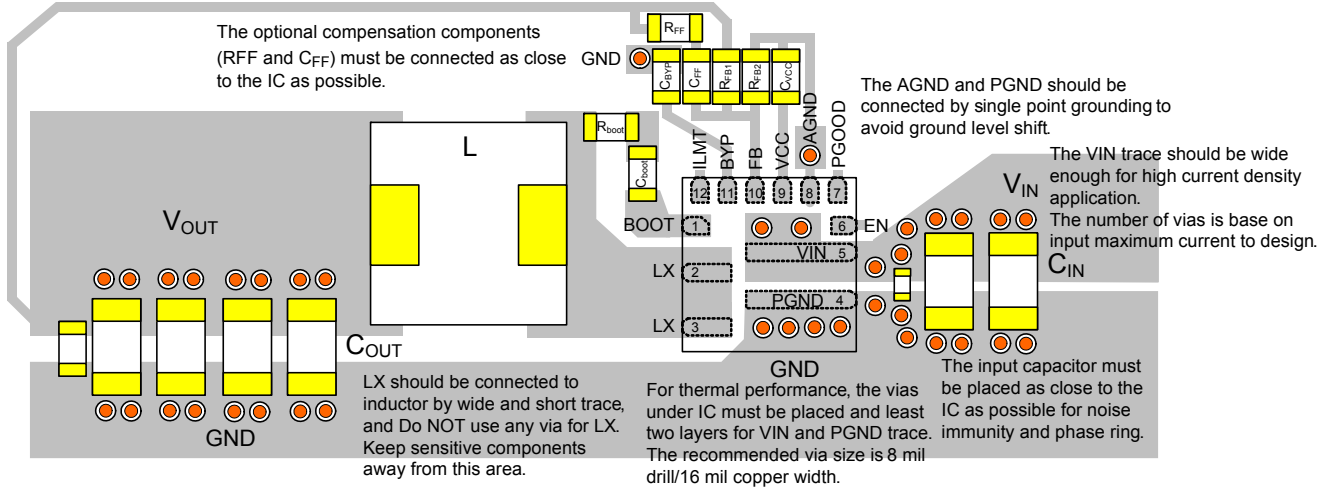 The optional compensation components
(RFF and CFF) must be connected as close
to the IC as possible.
RFF
GND
CBYP
CFF
RFB1
RFB2
CVCC
AGND
The AGND and PGND should be
connected by single point grounding to
avoid ground level shift.
Rboot
Cboot
L
ILMT
BYP
FB
VCC
PGOOD
12
11
10
9
8
7
The VIN trace should be wide
enough for high current density
application.
The number of vias is base on
input maximum current to design.
VIN
VOUT
BOOT
1
6
EN
VIN
5
LX
2
CIN
PGND
4
LX
3
COUT
GND
GND
LX should be connected to
inductor by wide and short trace,
and Do NOT use any via for LX.
Keep sensitive components
away from this area.
For thermal performance, the vias
under IC must be placed and least
two layers for VIN and PGND trace.
The recommended via size is 8 mil
drill/16 mil copper width.
The input capacitor must
be placed as close to the
IC as possible for noise
immunity and phase ring.